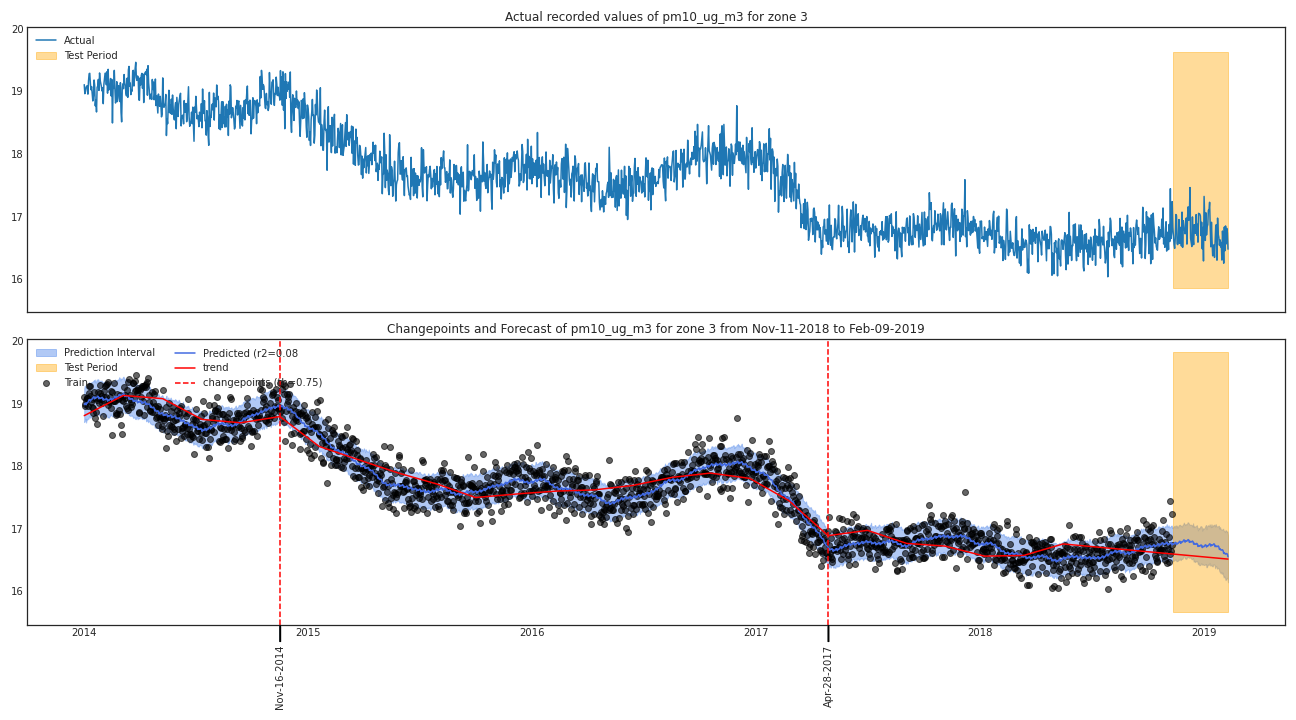 Actual recorded values of pm10_ug_m3 for zone 3
20
19
18
17
16
Actual
Test Period
Changepoints and Forecast of pm10_ug_m3 for zone 3 from Nov-11-2018 to Feb-09-2019
20
19
18
17
16
Prediction Interval
Test Period
Train
Predicted (r2=0.08
trend
2014
2015
2016
2017
2018
2019
Nov-16-2014
Apr-28-2017